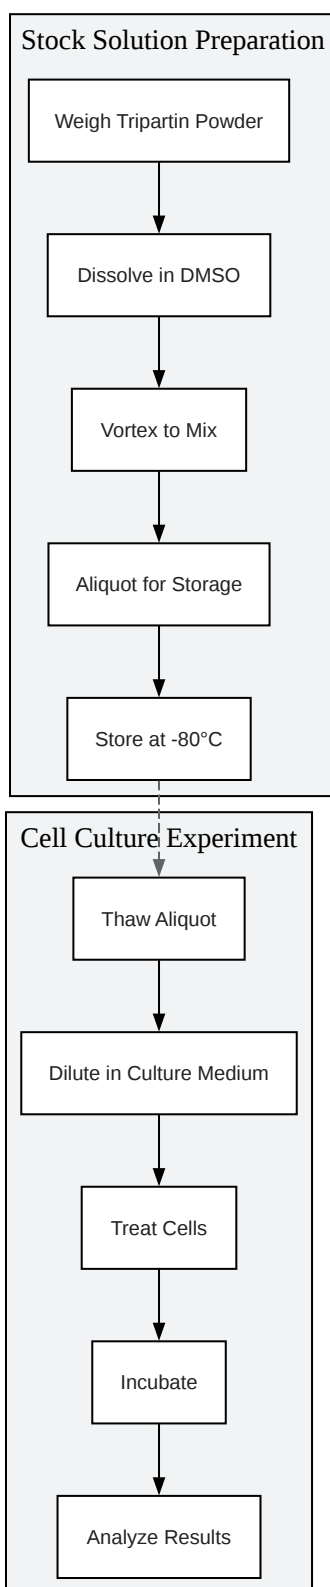 Stock Solution Preparation
Weigh Tripartin Powder
Dissolve in DMSO
Vortex to Mix
Aliquot for Storage
Store at -80°C
Cell Culture Experiment
Thaw Aliquot
Dilute in Culture Medium
Treat Cells
Incubate
Analyze Results